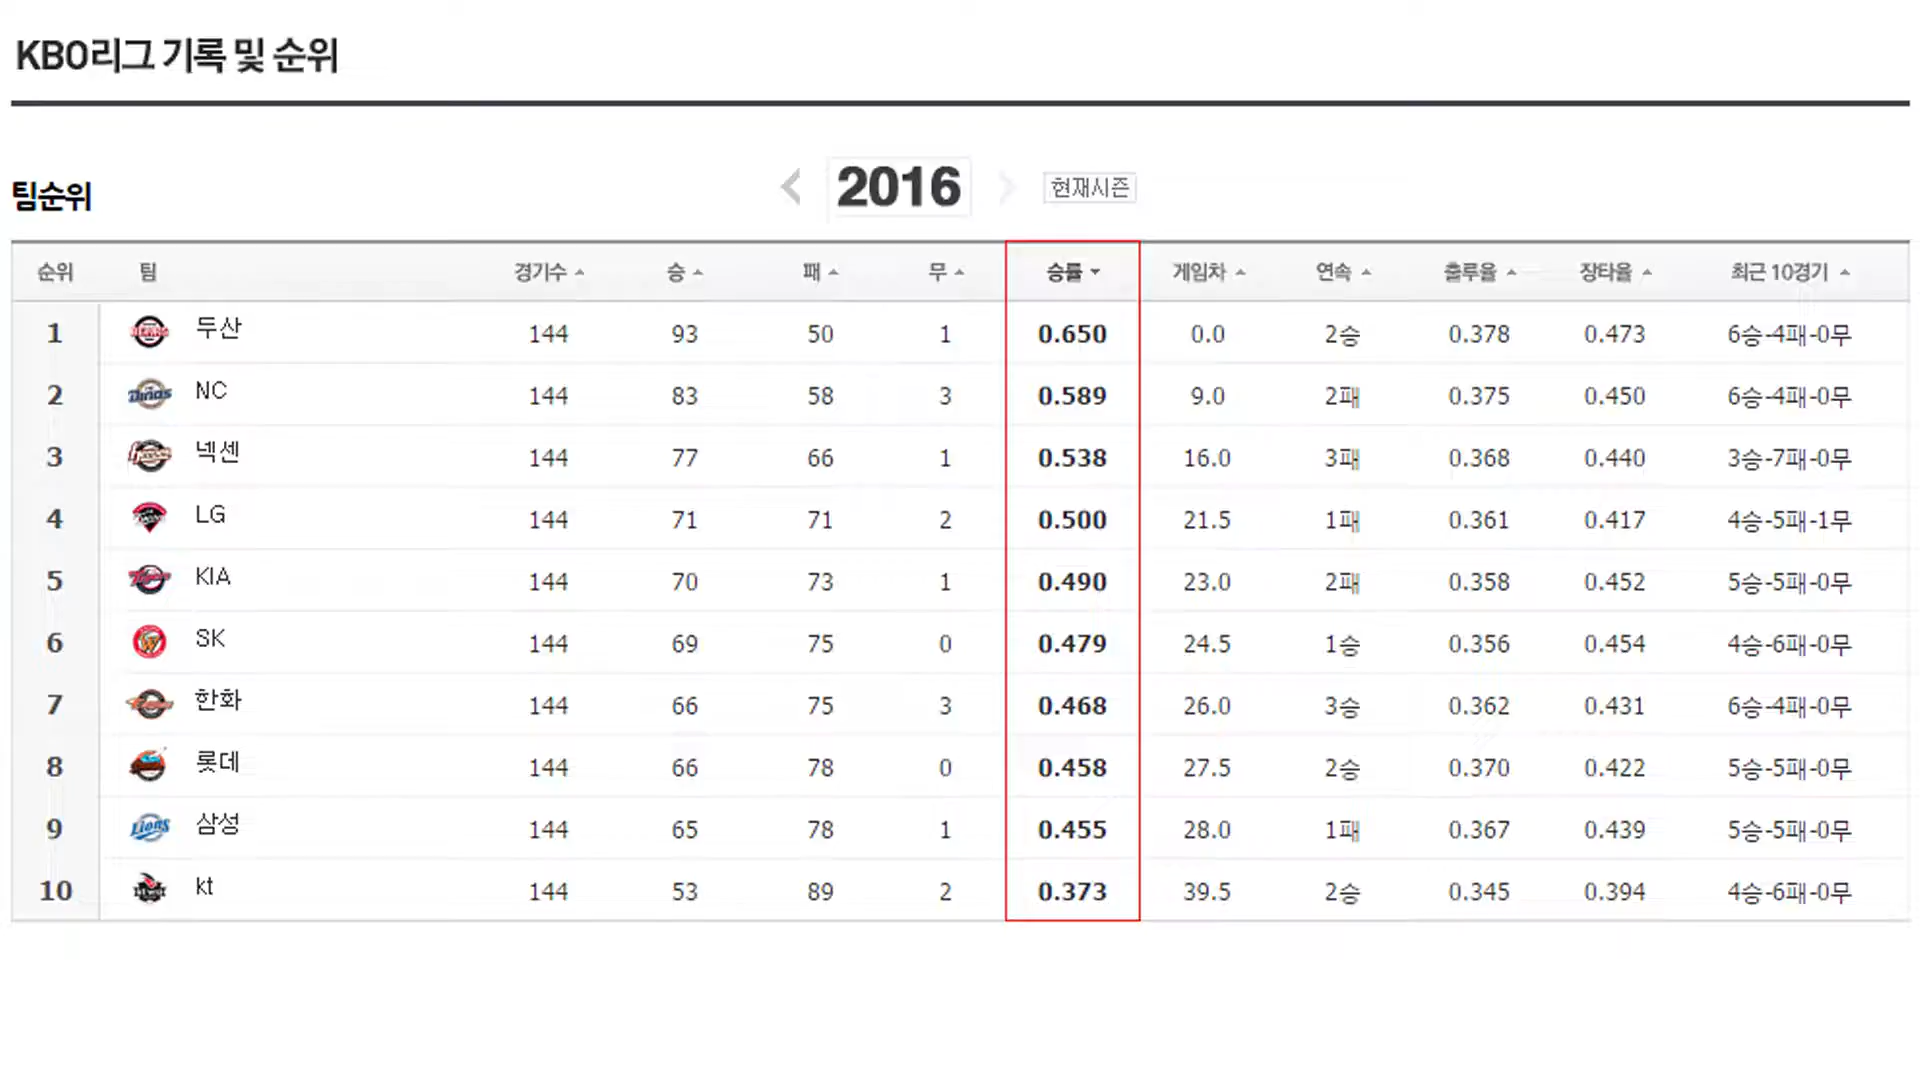 KBO리그 기록 및 순위
팀순위
2016 현재시즌
순위 팀 경기수 승 패 무 승률 게임차 연속 출루율 장타율 최근 10경기
1 두산 144 93 50 1 0.650 0.0 2승 0.378 0.473 6승-4패-0무
2 NC 144 83 58 3 0.589 9.0 2패 0.375 0.450 6승-4패-0무
3 넥센 144 77 66 1 0.538 16.0 3패 0.368 0.440 3승-7패-0무
4 LG 144 71 71 2 0.500 21.5 1패 0.361 0.417 4승-5패-1무
5 KIA 144 70 73 1 0.490 23.0 2패 0.358 0.452 5승-5패-0무
6 SK 144 69 75 0 0.479 24.5 1승 0.356 0.454 4승-6패-0무
7 한화 144 66 75 3 0.468 26.0 3승 0.362 0.431 6승-4패-0무
8 롯데 144 66 78 0 0.458 27.5 2승 0.370 0.422 5승-5패-0무
9 Lions 삼성 144 65 78 1 0.455 28.0 1패 0.367 0.439 5승-5패-0무
10 kt 144 53 89 2 0.373 39.5 2승 0.345 0.394 4승-6패-0무